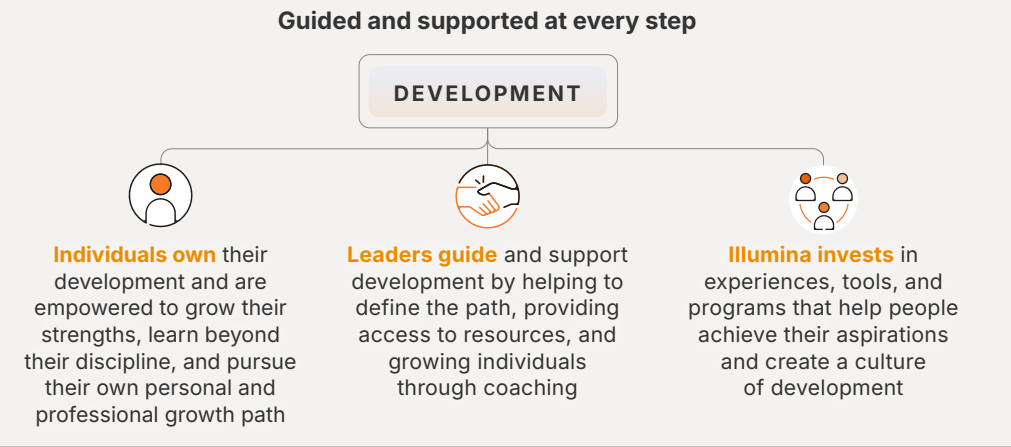 Guided and supported at every step
DEVELOPMENT
Individuals own their
development and are
empowered to grow their
strengths, learn beyond
their discipline, and pursue
their own personal and
professional growth path
Leaders guide and support
development by helping to
define the path, providing
access to resources, and
growing individuals
through coaching
Illumina invests in
experiences, tools, and
programs that help people
achieve their aspirations
and create a culture
of development